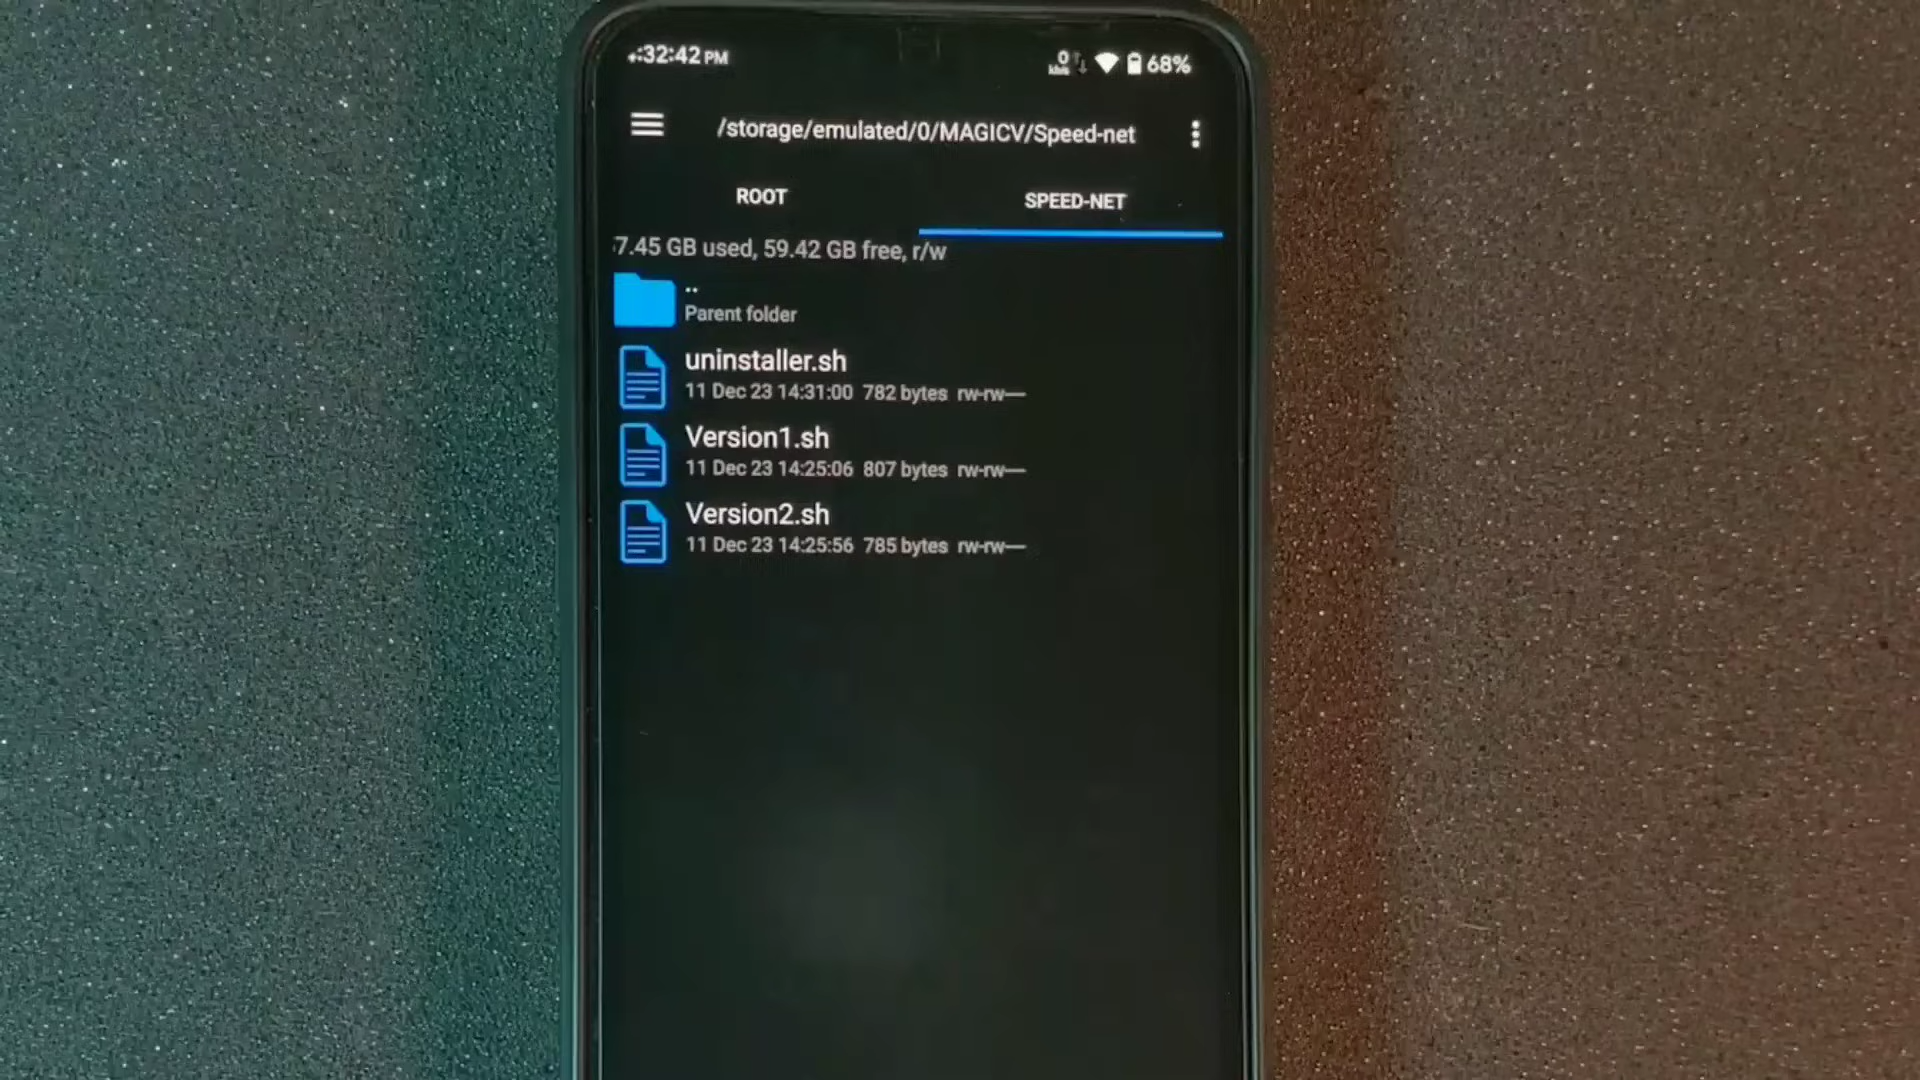 :32:42 PM
0
68%
/storage/emulated/0/MAGICV/Speed-net
ROOT
SPEED-NET
7.45 GB used, 59.42 GB free, r/w
..
Parent folder
uninstaller.sh
11 Dec 23 14:31:00 782 bytes rw-rw----
Version1.sh
11 Dec 23 14:25:06 807 bytes rw-rw----
Version2.sh
11 Dec 23 14:25:56 785 bytes rw-rw----